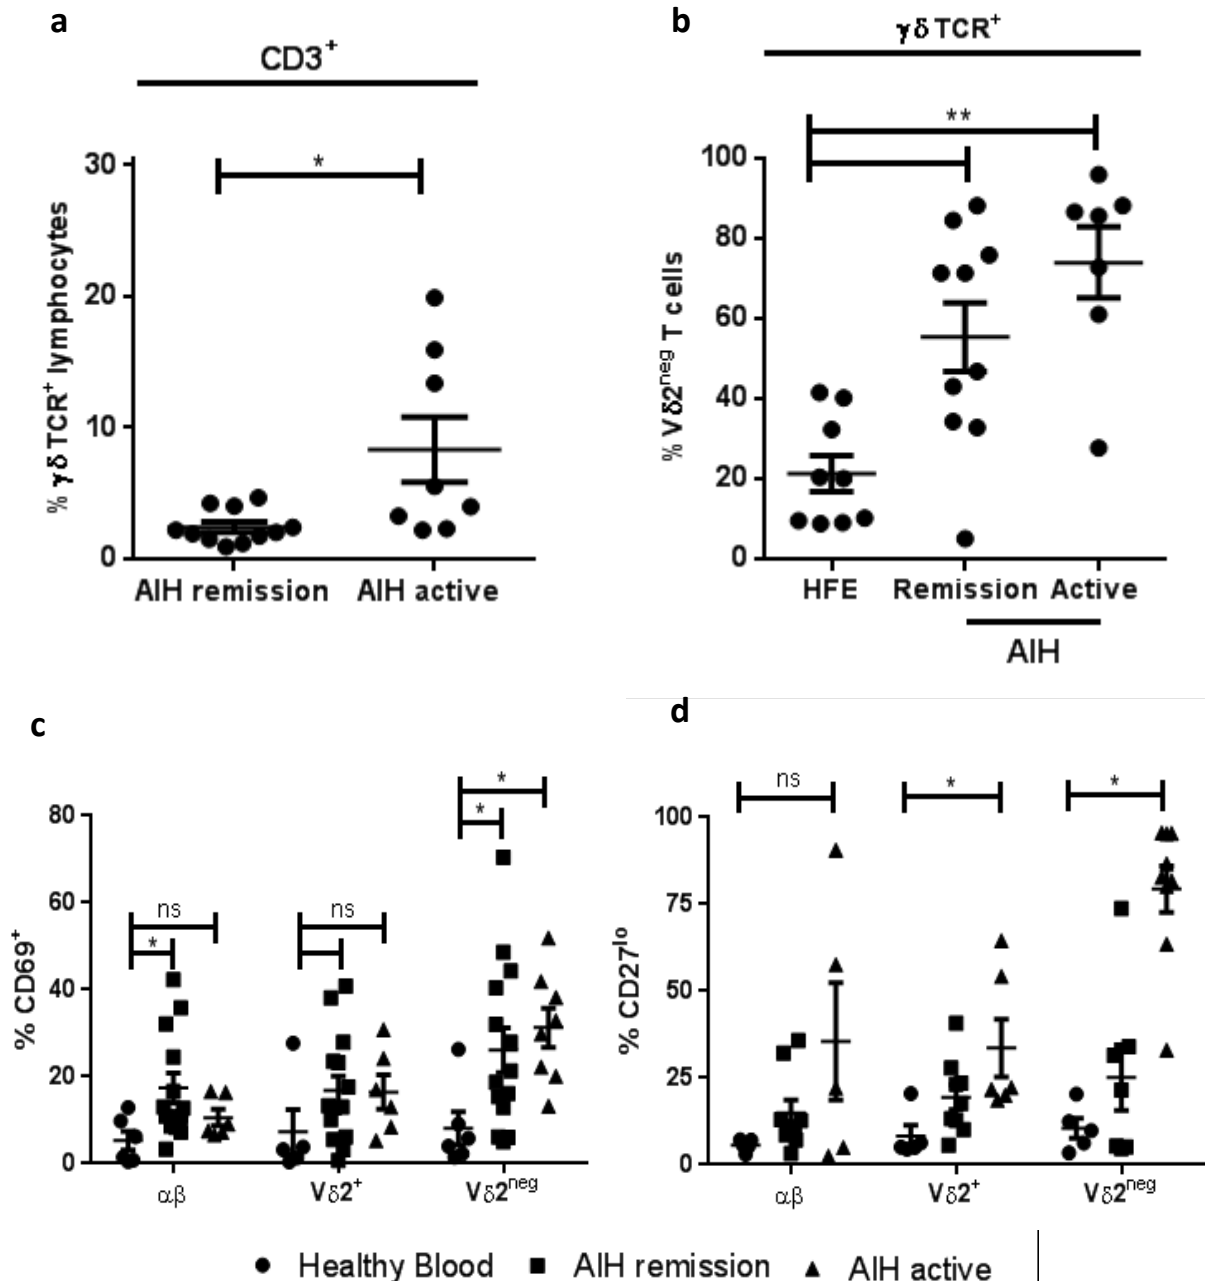 a
CD3+
*
30
20
10
0
% γδ TCR+ lymphocytes
AIH remission AIH active
b
γδ TCR+
**
100
80
60
40
20
0
% Vδ2neg T cells
HFE Remission Active
AIH
c
80
60
40
20
0
% CD69+
ns
*
ns
*
*
αβ Vδ2+ Vδ2neg
d
100
75
50
25
0
% CD27lo
ns * *
αβ Vδ2+ Vδ2neg
Healthy Blood AIH remission AIH active